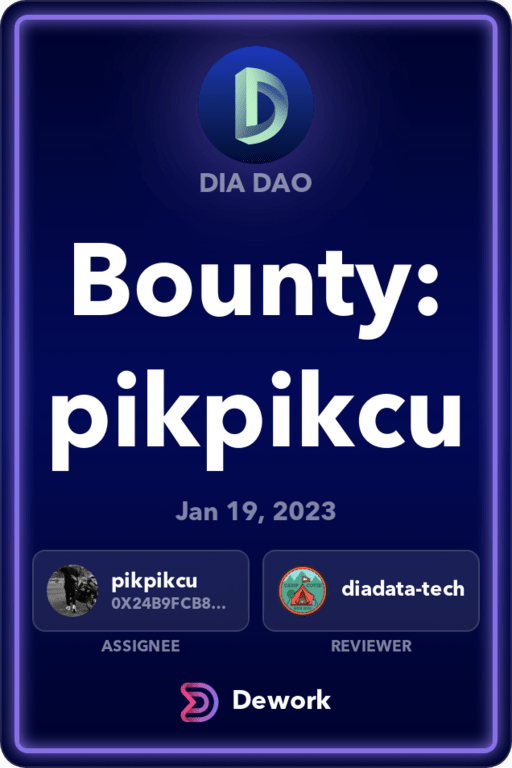 DIA DAO
Bounty:
pikpikcu
Jan 19, 2023
pikpikcu
0X24B9FCB8...
ASSIGNEE
diadata-tech
REVIEWER
Dework